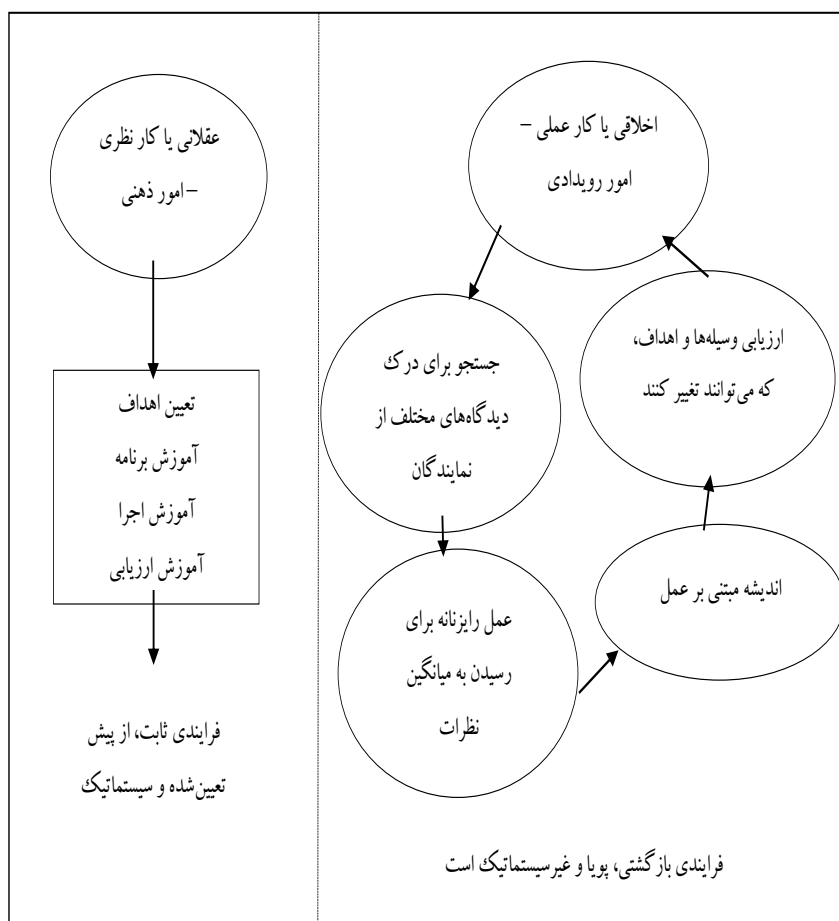 اخلاقی یا کار عملی –
امور رویدادی
جستجو برای درک
دیدگاه‌های مختلف از
نمایندگان
عمل رایزنانه برای
رسیدن به میانگین
نظرات
اندیشه مبتنی بر عمل
ارزیابی وسیله‌ها و اهداف،
که می‌توانند تغییر کنند
فرایندی بازگشتی، پویا و غیرسیستماتیک است
عقلانی یا کار نظری
– امور ذهنی
تعیین اهداف
آموزش برنامه
آموزش اجرا
آموزش ارزیابی
فرایندی ثابت، از پیش
تعیین‌شده و سیستماتیک